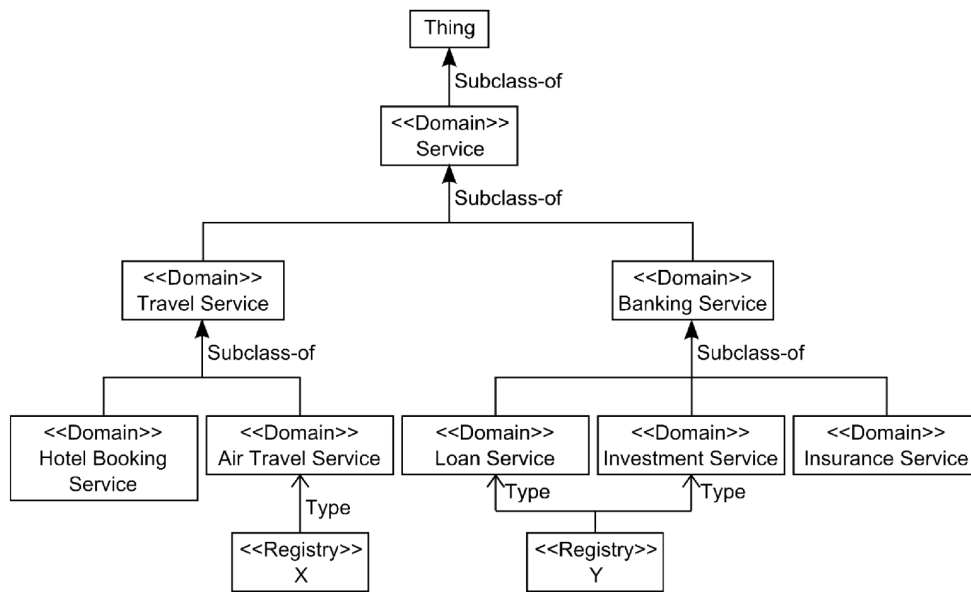 Thing
Subclass-of
<<Domain>>
Service
Subclass-of
<<Domain>>
Travel Service
<<Domain>>
Banking Service
Subclass-of
Subclass-of
<<Domain>>
Hotel Booking
Service
<<Domain>>
Air Travel Service
<<Domain>>
Loan Service
<<Domain>>
Investment Service
<<Domain>>
Insurance Service
Type
Type
Type
<<Registry>>
X
<<Registry>>
Y